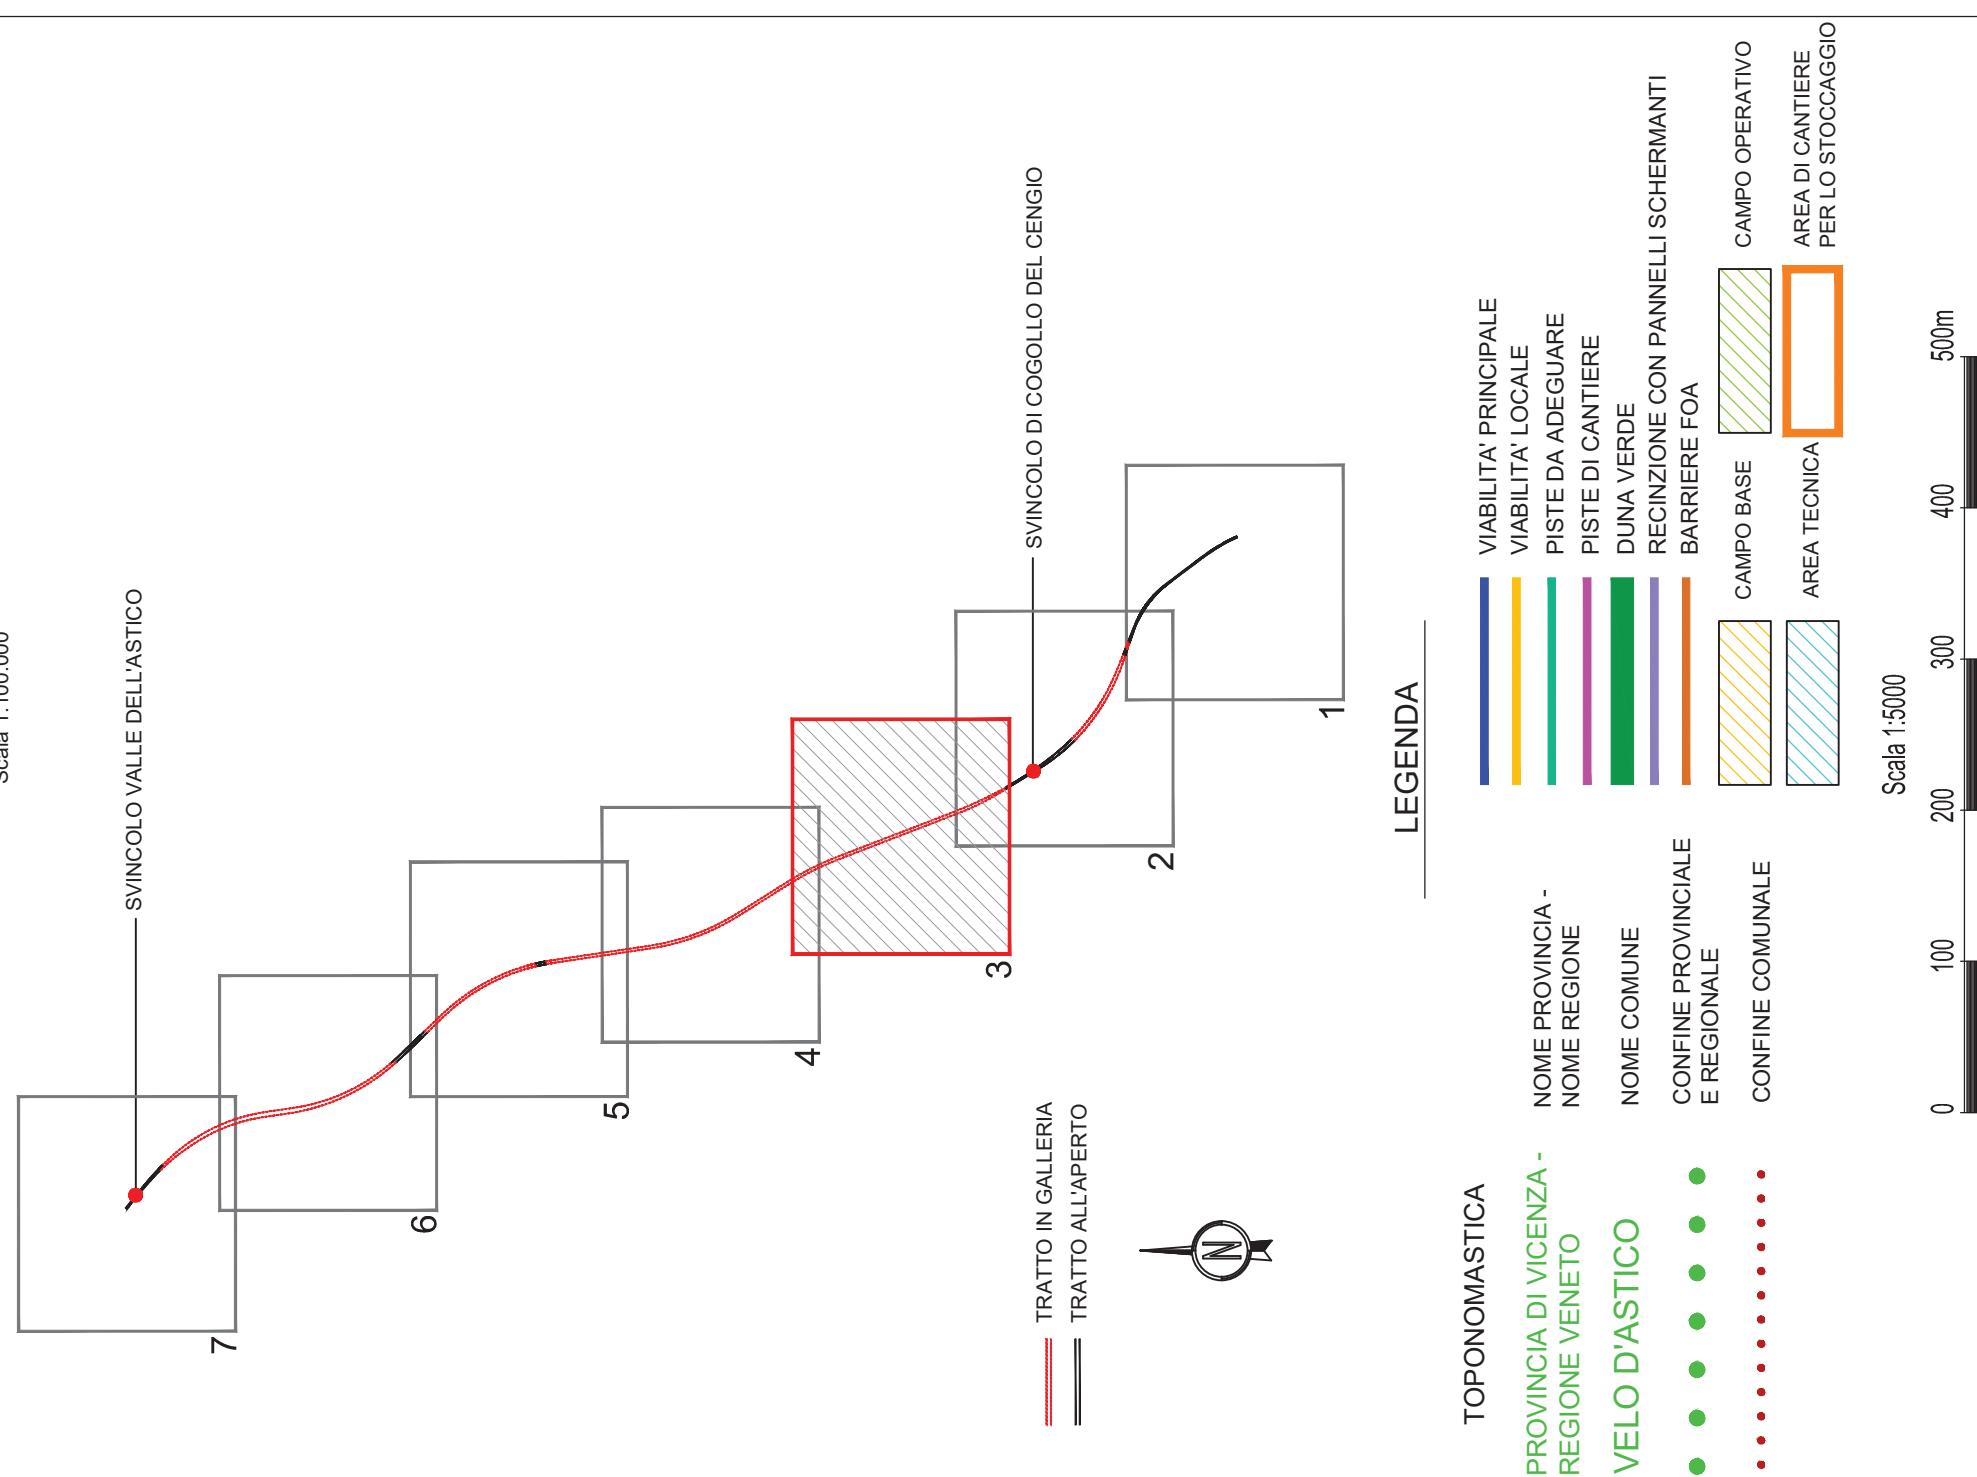 Scala 1:100.000
SVINCOLO VALLE DELL'ASTICO
SVINCOLO DI COGOLLO DEL CENGIO
7
6
5
4
3
2
1
TRATTO IN GALLERIA
TRATTO ALL'APERTO
N
LEGENDA
TOPONOMASTICA
PROVINCIA DI VICENZA -
REGIONE VENETO
NOME PROVINCIA -
NOME REGIONE
VELO D'ASTICO
NOME COMUNE
CONFINE PROVINCIALE
E REGIONALE
CONFINE COMUNALE
VIABILITA' PRINCIPALE
VIABILITA' LOCALE
PISTE DA ADEGUARE
PISTE DI CANTIERE
DUNA VERDE
RECINZIONE CON PANNELLI SCHERMANTI
BARRIERE FOA
CAMPO BASE
CAMPO OPERATIVO
AREA TECNICA
AREA DI CANTIERE
PER LO STOCCAGGIO
Scala 1:5000
0 100 200 300 400 500m